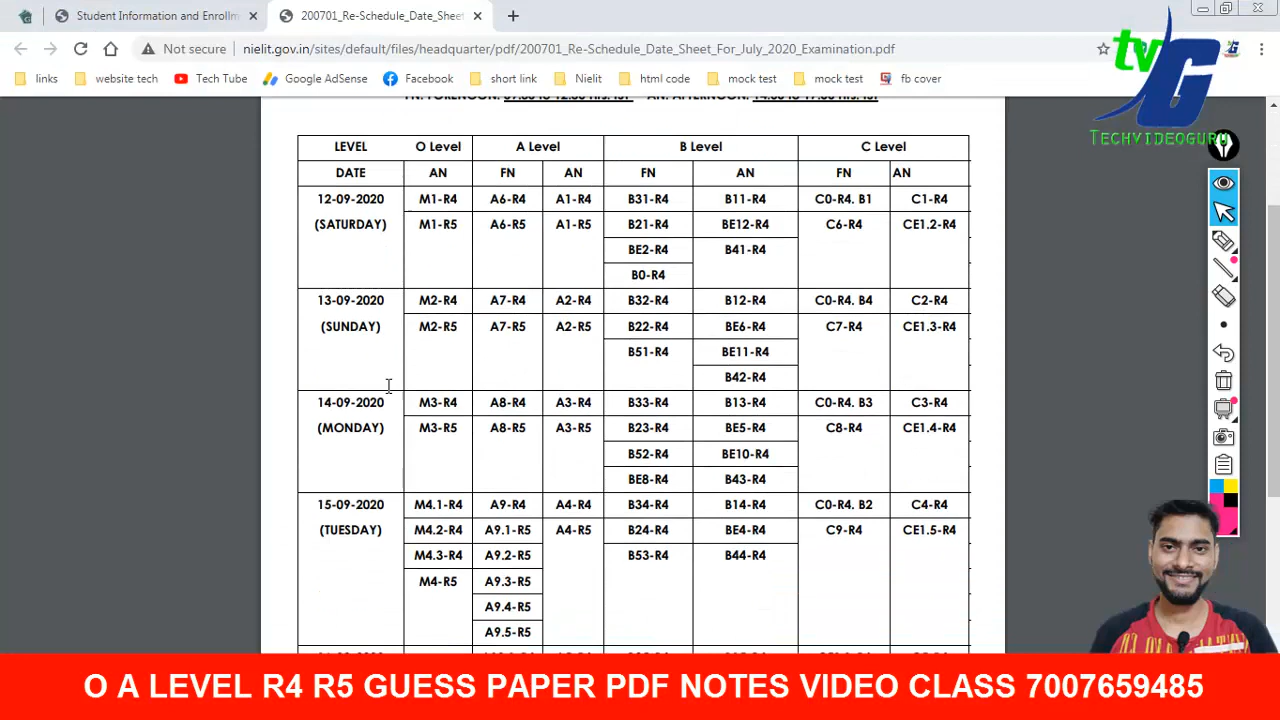 Student Information and Enrollm
200701_Re-Schedule_Date_Sheet
Not secure
nielit.gov.in/sites/default/files/headquarter/pdf/200701_Re-Schedule_Date_Sheet_For_July_2020_Examination.pdf
links website tech Tech Tube Google AdSense Facebook short link Nielit html code mock test mock test fb cover
tv G
TECHVIDEOGURU
FN: FORENOON: 09:30 to 12:30 Hrs. IST AN: AFTERNOON: 14:00 to 17:00 Hrs. IST
LEVEL O Level A Level B Level C Level
DATE AN FN AN FN AN FN AN
12-09-2020 M1-R4 A6-R4 A1-R4 B31-R4 B11-R4 C0-R4. B1 C1-R4
(SATURDAY) M1-R5 A6-R5 A1-R5 B21-R4 BE12-R4 C6-R4 CE1.2-R4
BE2-R4 B41-R4
B0-R4
13-09-2020 M2-R4 A7-R4 A2-R4 B32-R4 B12-R4 C0-R4. B4 C2-R4
(SUNDAY) M2-R5 A7-R5 A2-R5 B22-R4 BE6-R4 C7-R4 CE1.3-R4
B51-R4 BE11-R4
B42-R4
14-09-2020 M3-R4 A8-R4 A3-R4 B33-R4 B13-R4 C0-R4. B3 C3-R4
(MONDAY) M3-R5 A8-R5 A3-R5 B23-R4 BE5-R4 C8-R4 CE1.4-R4
B52-R4 BE10-R4
BE8-R4 B43-R4
15-09-2020 M4.1-R4 A9-R4 A4-R4 B34-R4 B14-R4 C0-R4. B2 C4-R4
(TUESDAY) M4.2-R4 A9.1-R5 A4-R5 B24-R4 BE4-R4 C9-R4 CE1.5-R4
M4.3-R4 A9.2-R5 B53-R4 B44-R4
M4-R5 A9.3-R5
A9.4-R5
A9.5-R5
O A LEVEL R4 R5 GUESS PAPER PDF NOTES VIDEO CLASS 7007659485